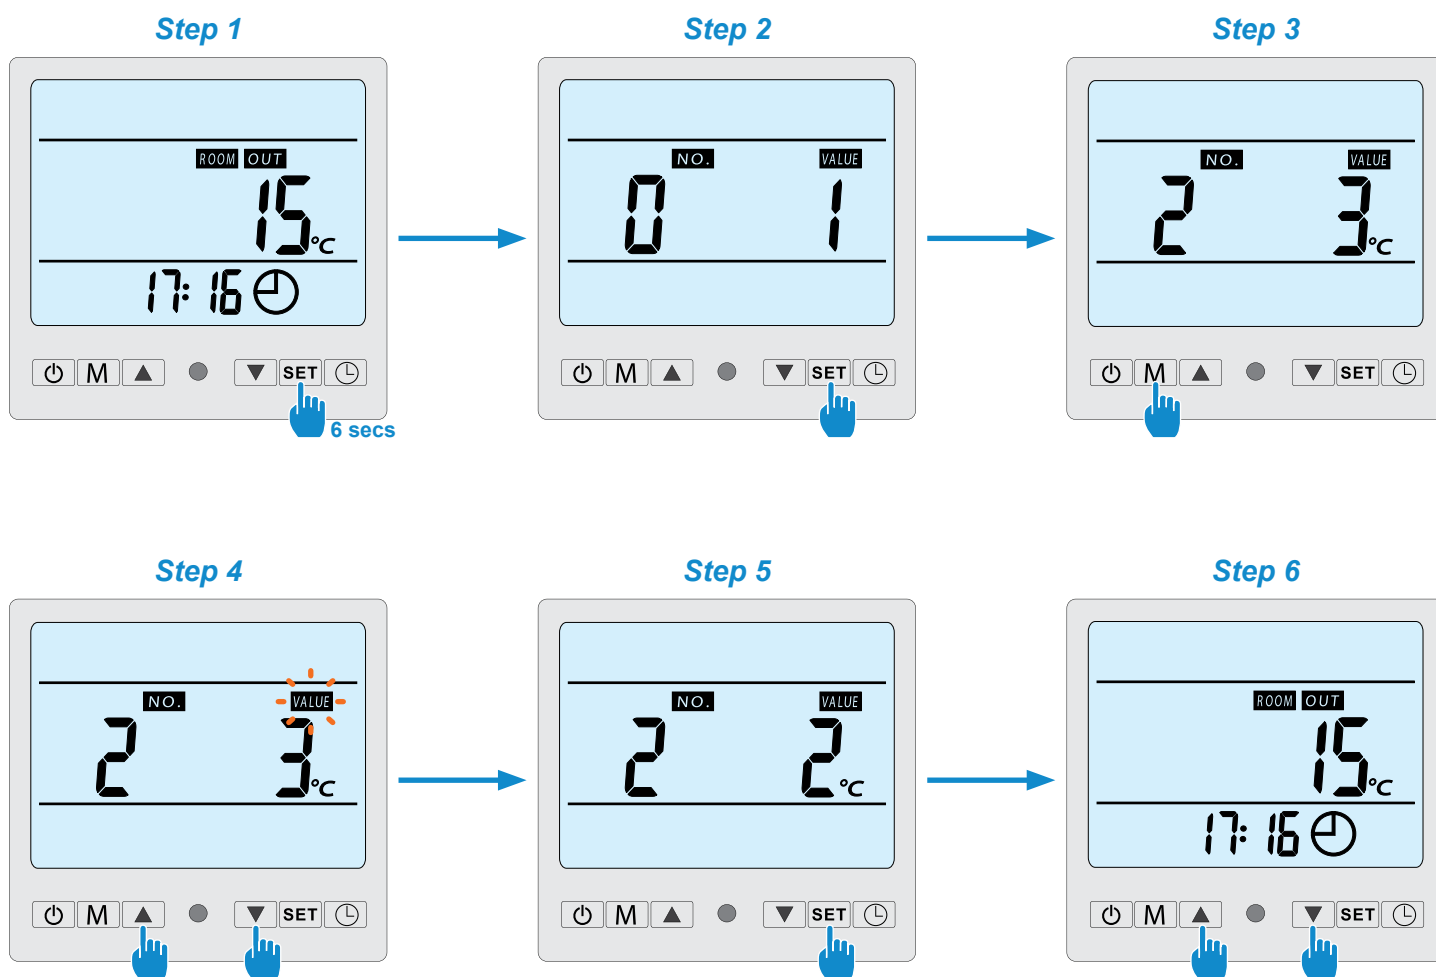 Step 1
Step 2
Step 3
ROOM OUT
15°C
17:16
M SET
6 secs
NO. VALUE
0 1
M SET
NO. VALUE
2 3°C
M SET
Step 4
Step 5
Step 6
NO. VALUE
2 3°C
M SET
NO. VALUE
2 2°C
M SET
ROOM OUT
15°C
17:16
M SET